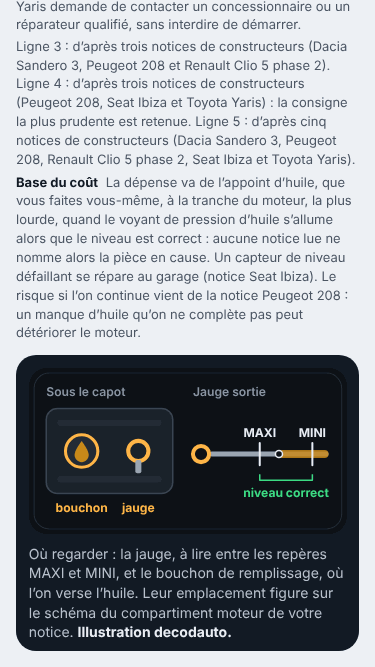 Yaris demande de contacter un concessionnaire ou un
réparateur qualifié, sans interdire de démarrer.
Ligne 3 : d’après trois notices de constructeurs (Dacia
Sandero 3, Peugeot 208 et Renault Clio 5 phase 2).
Ligne 4 : d’après trois notices de constructeurs
(Peugeot 208, Seat Ibiza et Toyota Yaris) : la consigne
la plus prudente est retenue. Ligne 5 : d’après cinq
notices de constructeurs (Dacia Sandero 3, Peugeot
208, Renault Clio 5 phase 2, Seat Ibiza et Toyota Yaris).
Base du coût La dépense va de l’appoint d’huile, que
vous faites vous-même, à la tranche du moteur, la plus
lourde, quand le voyant de pression d’huile s’allume
alors que le niveau est correct : aucune notice lue ne
nomme alors la pièce en cause. Un capteur de niveau
défaillant se répare au garage (notice Seat Ibiza). Le
risque si l’on continue vient de la notice Peugeot 208 :
un manque d’huile qu’on ne complète pas peut
détériorer le moteur.
Sous le capot
Jauge sortie
MAXI MINI
niveau correct
bouchon jauge
Où regarder : la jauge, à lire entre les repères
MAXI et MINI, et le bouchon de remplissage, où
l’on verse l’huile. Leur emplacement figure sur
le schéma du compartiment moteur de votre
notice. Illustration decodauto.